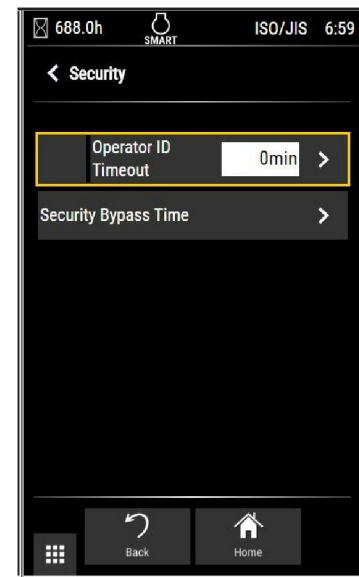 688.0h SMART ISO/JIS 6:59
Security
Operator ID
Timeout
0min
Security Bypass Time
Back Home